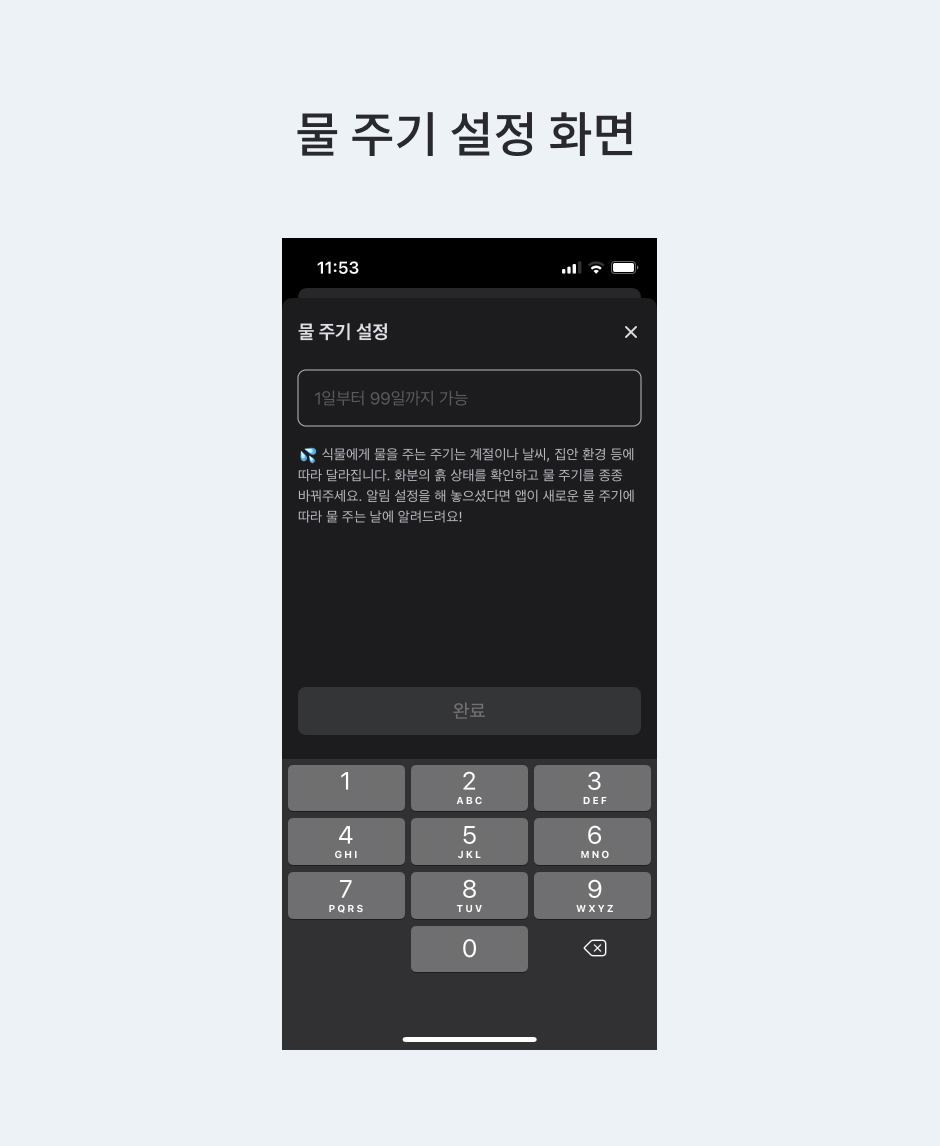 물 주기 설정 화면
11:53
물 주기 설정
1일부터 99일까지 가능
💦 식물에게 물을 주는 주기는 계절이나 날씨, 집안 환경 등에
따라 달라집니다. 화분의 흙 상태를 확인하고 물 주기를 종종
바꿔주세요. 알림 설정을 해 놓으셨다면 앱이 새로운 물 주기에
따라 물 주는 날에 알려드려요!
완료
1 2 3
ABC DEF
4 5 6
GHI JKL MNO
7 8 9
PQRS TUV WXYZ
0